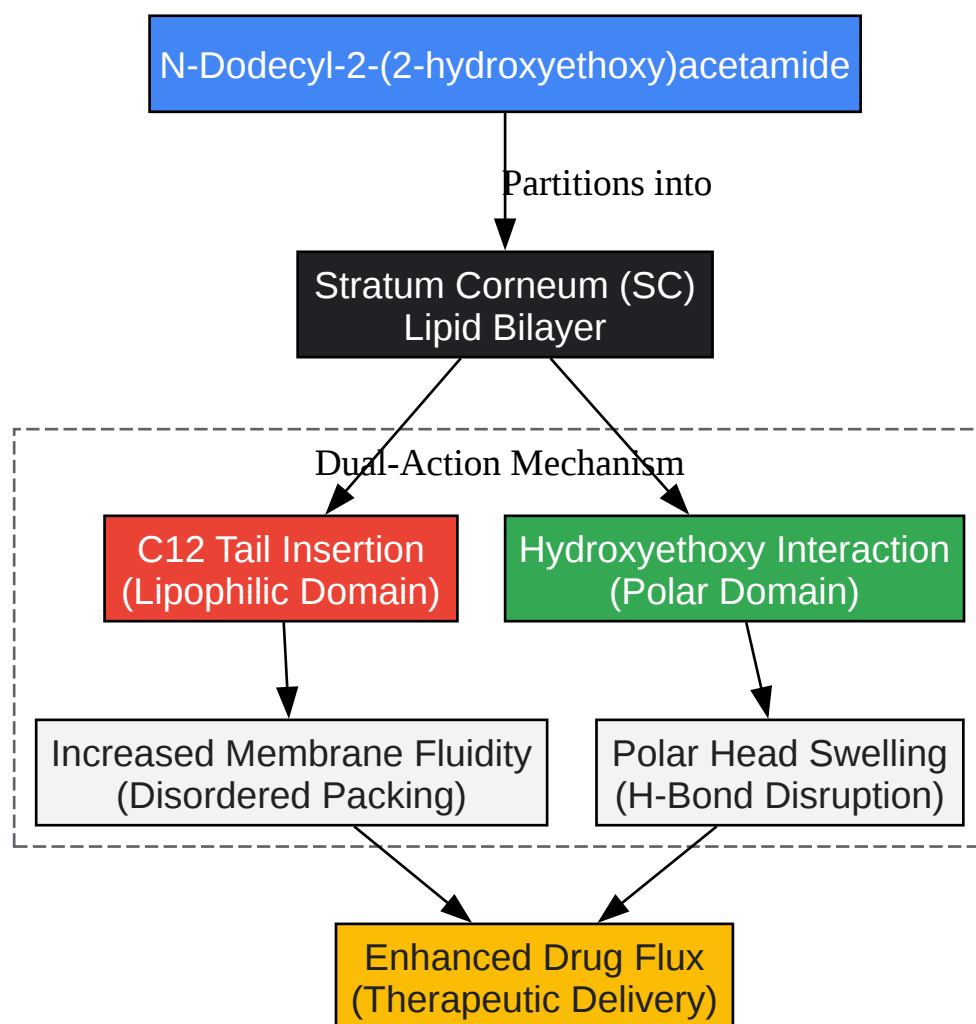 N-Dodecyl-2-(2-hydroxyethoxy)acetamide
Partitions into
Stratum Corneum (SC)
Lipid Bilayer
Dual-Action Mechanism
C12 Tail Insertion
(Lipophilic Domain)
Hydroxyethoxy Interaction
(Polar Domain)
Increased Membrane Fluidity
(Disordered Packing)
Polar Head Swelling
(H-Bond Disruption)
Enhanced Drug Flux
(Therapeutic Delivery)